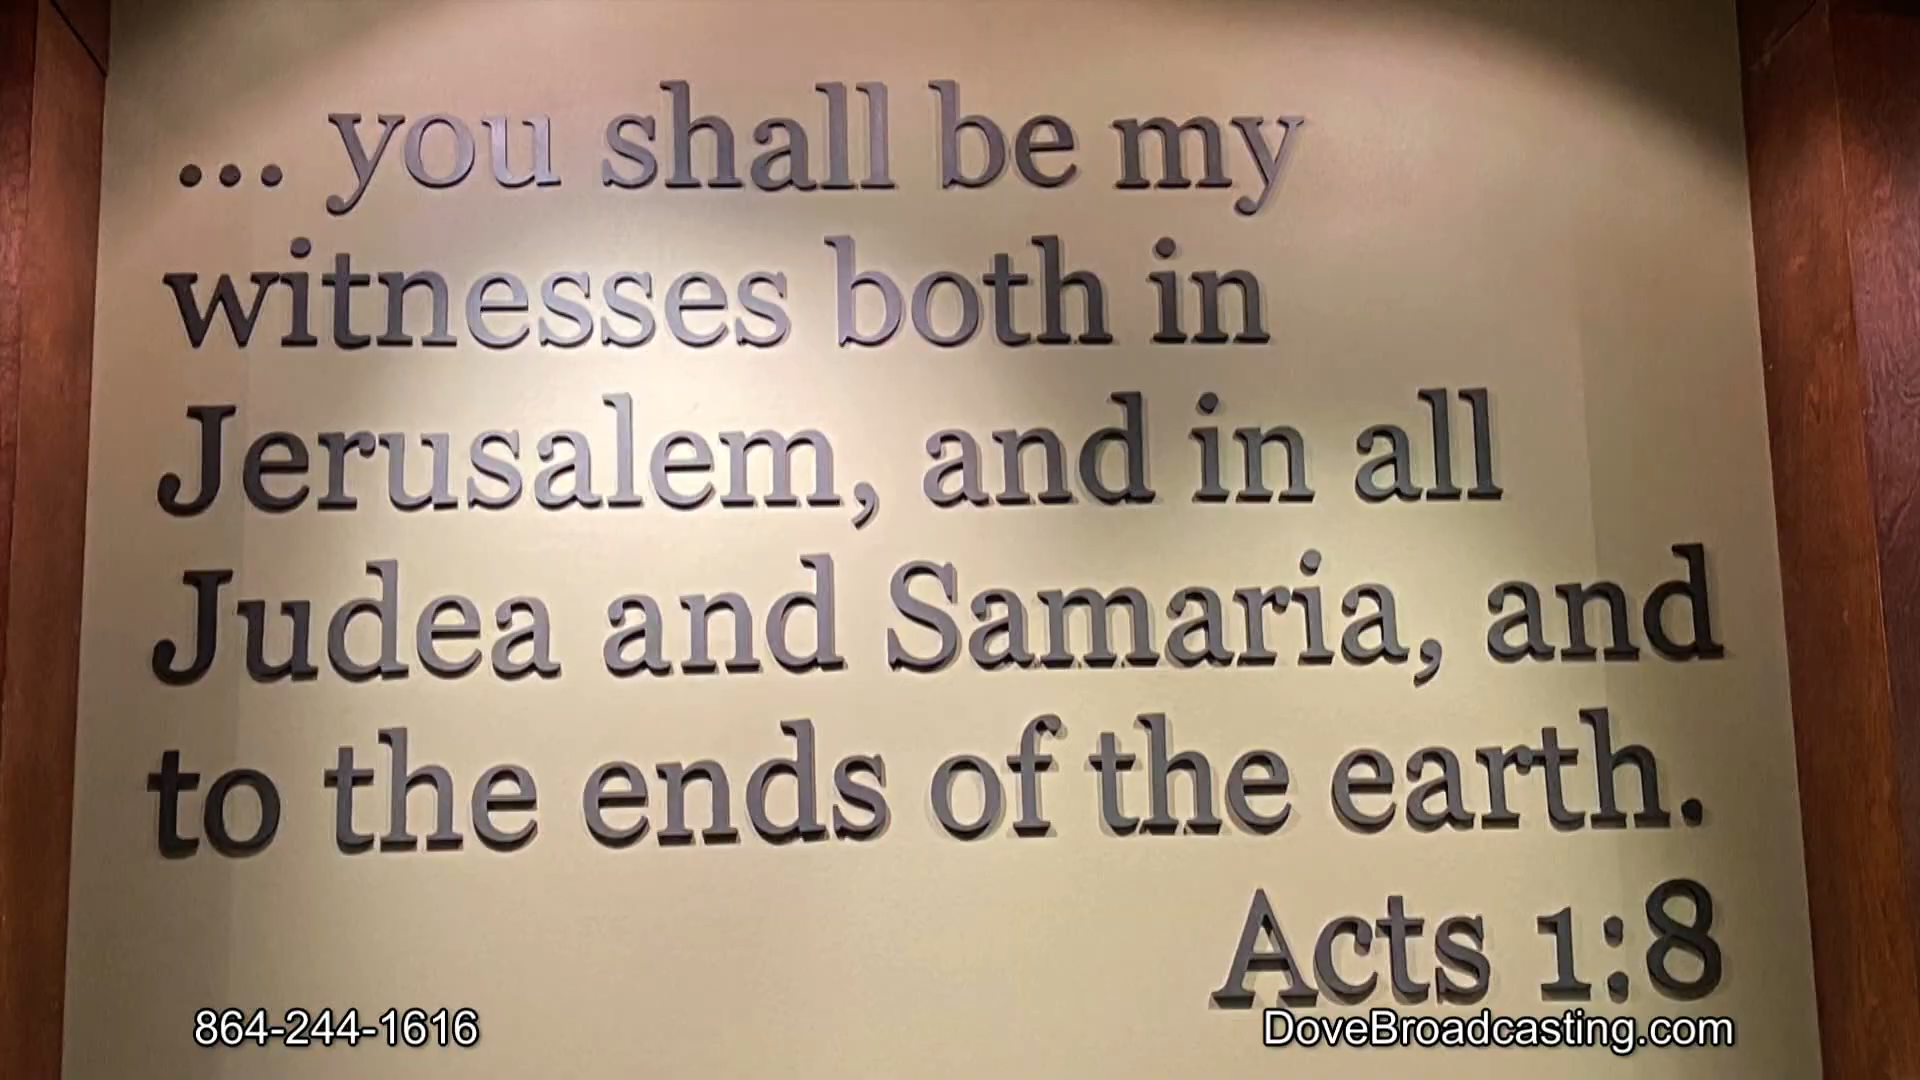 ... you shall be my
witnesses both in
Jerusalem, and in all
Judea and Samaria, and
to the ends of the earth.
Acts 1:8
864-244-1616
DoveBroadcasting.com